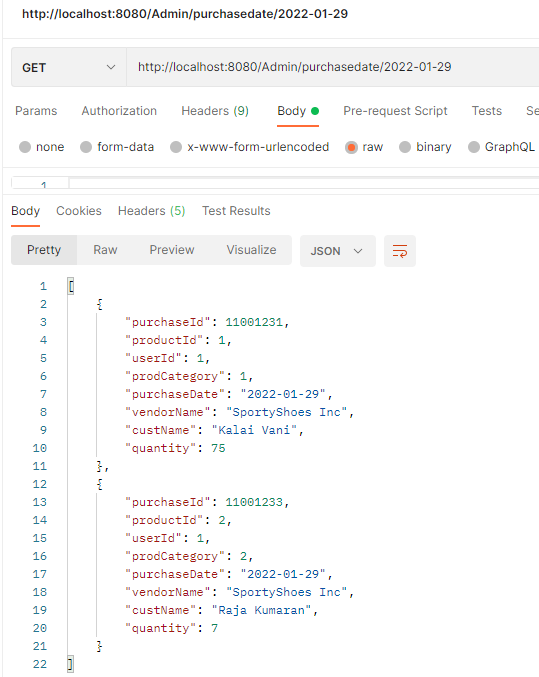 http://localhost:8080/Admin/purchasedate/2022-01-29
GET http://localhost:8080/Admin/purchasedate/2022-01-29
Params Authorization Headers (9) Body Pre-request Script Tests
none form-data x-www-form-urlencoded raw binary GraphQL
1
Body Cookies Headers (5) Test Results
Pretty Raw Preview Visualize JSON
1 [
2 {
3 "purchaseId": 11001231,
4 "productId": 1,
5 "userId": 1,
6 "prodCategory": 1,
7 "purchaseDate": "2022-01-29",
8 "vendorName": "SportyShoes Inc",
9 "custName": "Kalai Vani",
10 "quantity": 75
11 },
12 {
13 "purchaseId": 11001233,
14 "productId": 2,
15 "userId": 1,
16 "prodCategory": 2,
17 "purchaseDate": "2022-01-29",
18 "vendorName": "SportyShoes Inc",
19 "custName": "Raja Kumaran",
20 "quantity": 7
21 }
22 ]